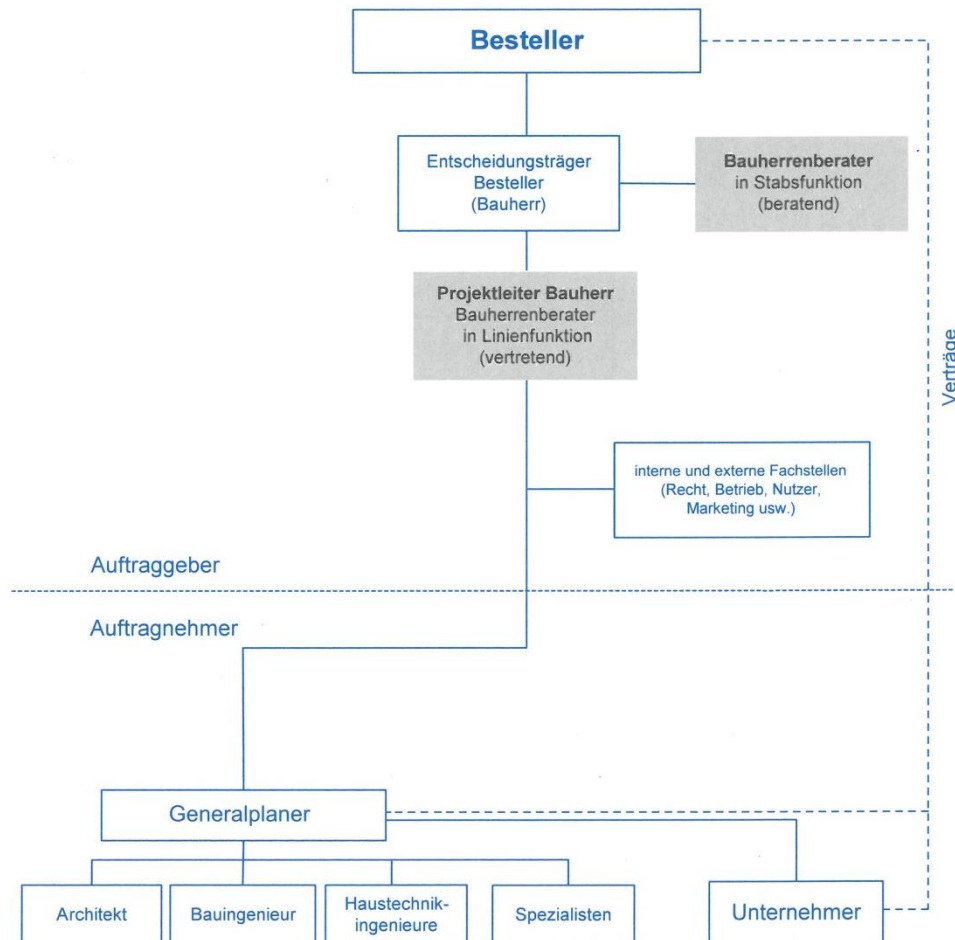 Besteller
Entscheidungsträger
Besteller
(Bauherr)
Bauherrenberater
in Stabsfunktion
(beratend)
Projektleiter Bauherr
Bauherrenberater
in Linienfunktion
(vertretend)
Verträge
interne und externe Fachstellen
(Recht, Betrieb, Nutzer,
Marketing usw.)
Auftraggeber
Auftragnehmer
Generalplaner
Architekt
Bauingenieur
Haustechnik-
ingenieure
Spezialisten
Unternehmer